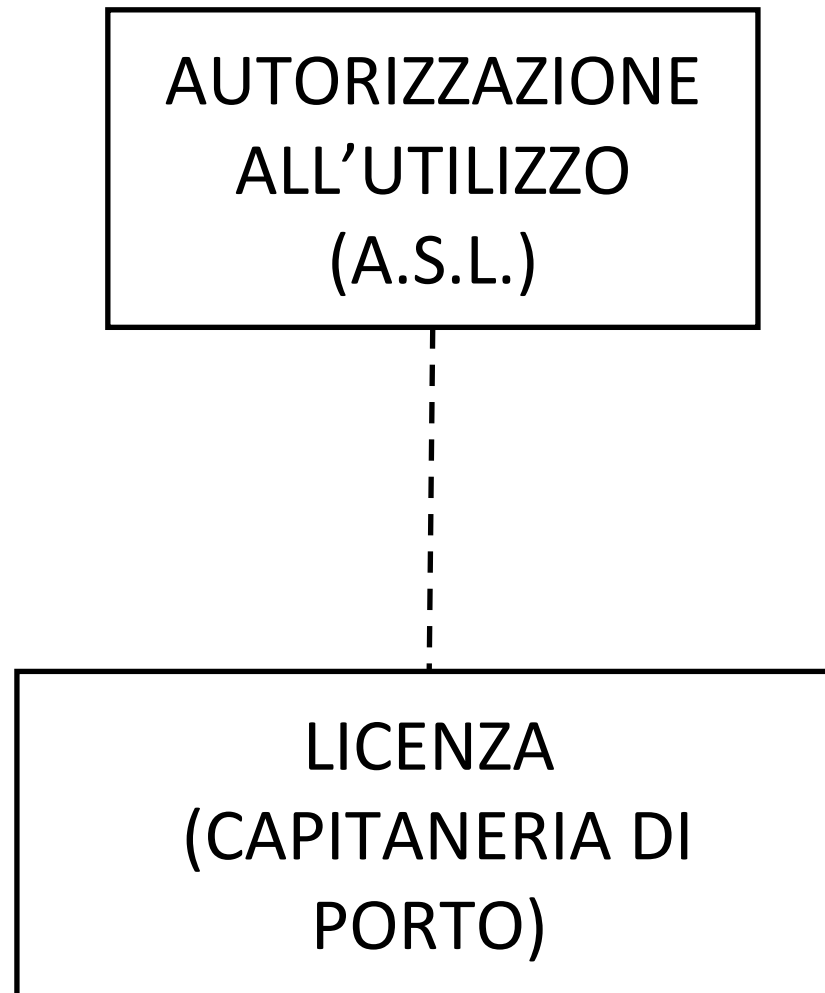 AUTORIZZAZIONE
ALL’UTILIZZO
(A.S.L.)
LICENZA
(CAPITANERIA DI
PORTO)